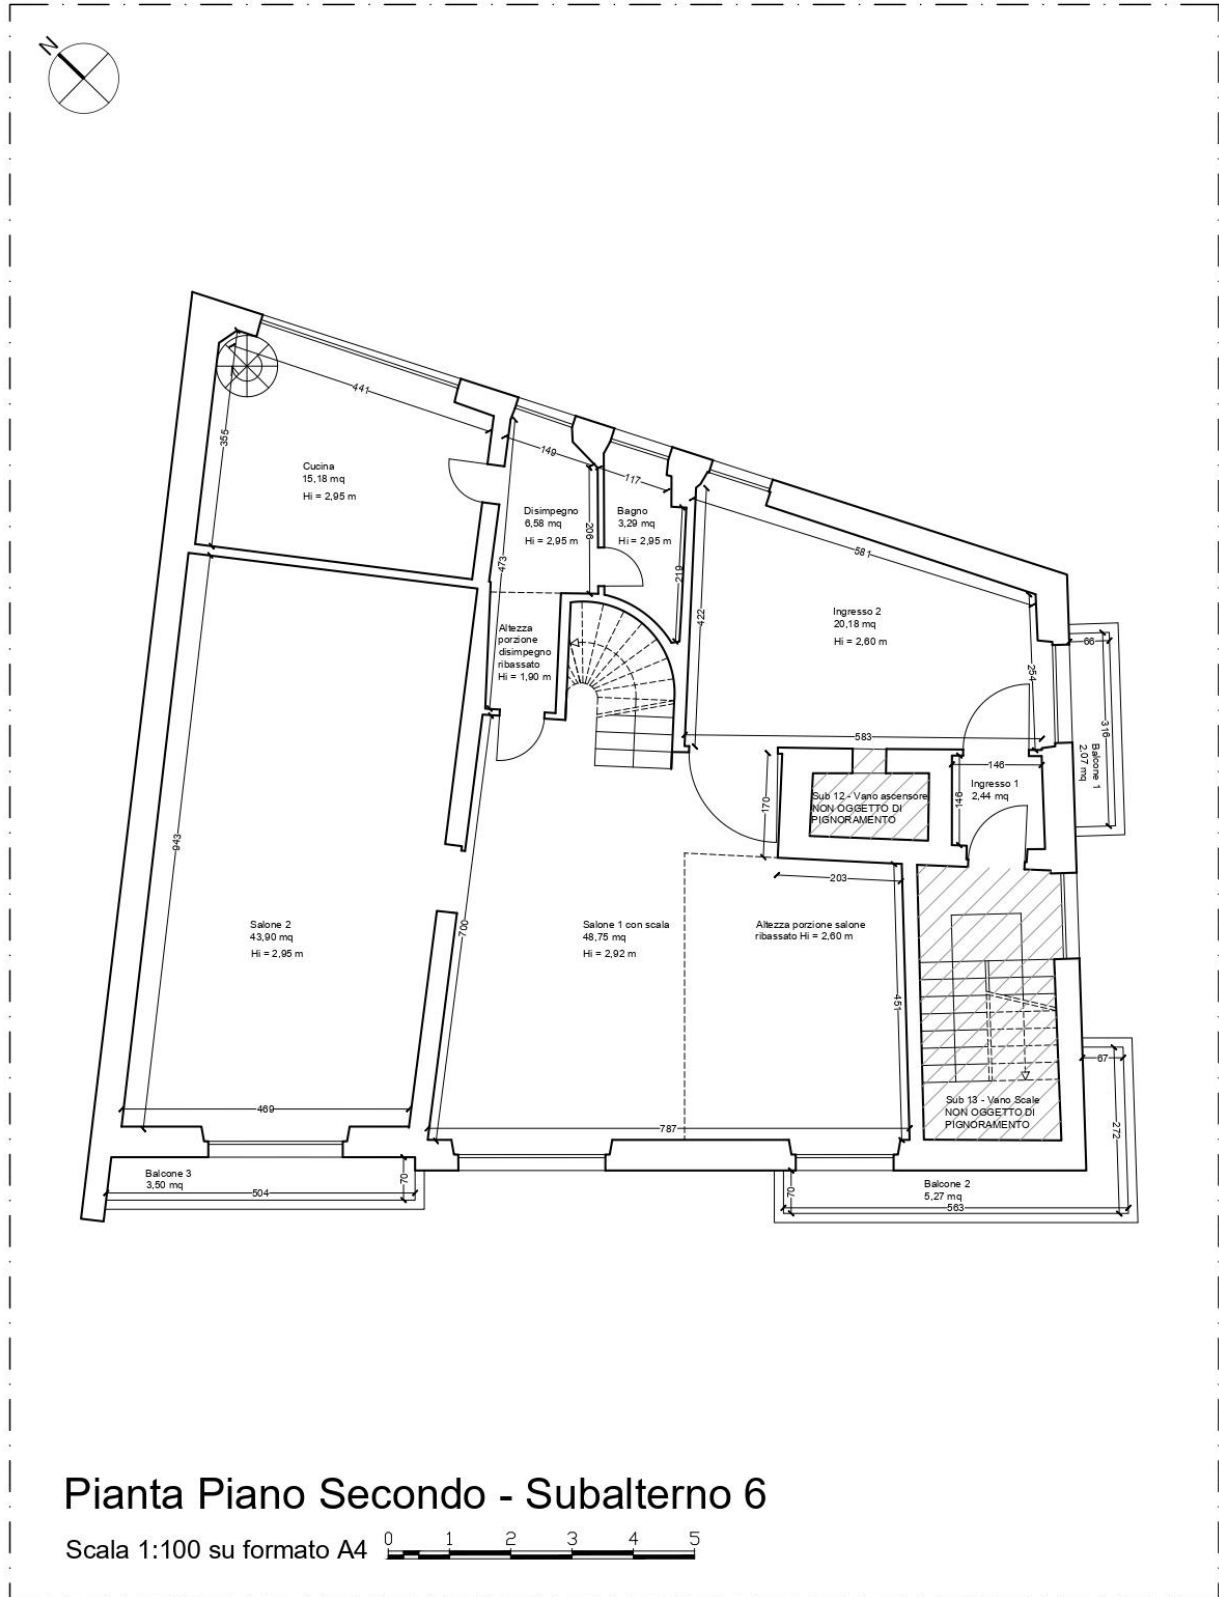 N
441
355
Cucina
15,18 mq
Hi = 2,95 m
149
117
Disimpegno
6,58 mq
Hi = 2,95 m
206
Bagno
3,29 mq
Hi = 2,95 m
473
219
581
422
Ingresso 2
20,18 mq
Hi = 2,60 m
254
66
316
Balcone 1
2,07 mq
Altezza
porzione
disimpegno
ribassato
Hi = 1,90 m
583
146
146
Ingresso 1
2,44 mq
170
Sub 12 - Vano ascensore
NON OGGETTO DI
PIGNORAMENTO
203
943
Salone 2
43,90 mq
Hi = 2,95 m
700
Salone 1 con scala
48,75 mq
Hi = 2,92 m
Altezza porzione salone
ribassato Hi = 2,60 m
451
67
272
Sub 13 - Vano Scale
NON OGGETTO DI
PIGNORAMENTO
469
787
Balcone 3
3,50 mq
504
70
70
Balcone 2
5,27 mq
563
Pianta Piano Secondo - Subalterno 6
Scala 1:100 su formato A4 0 1 2 3 4 5